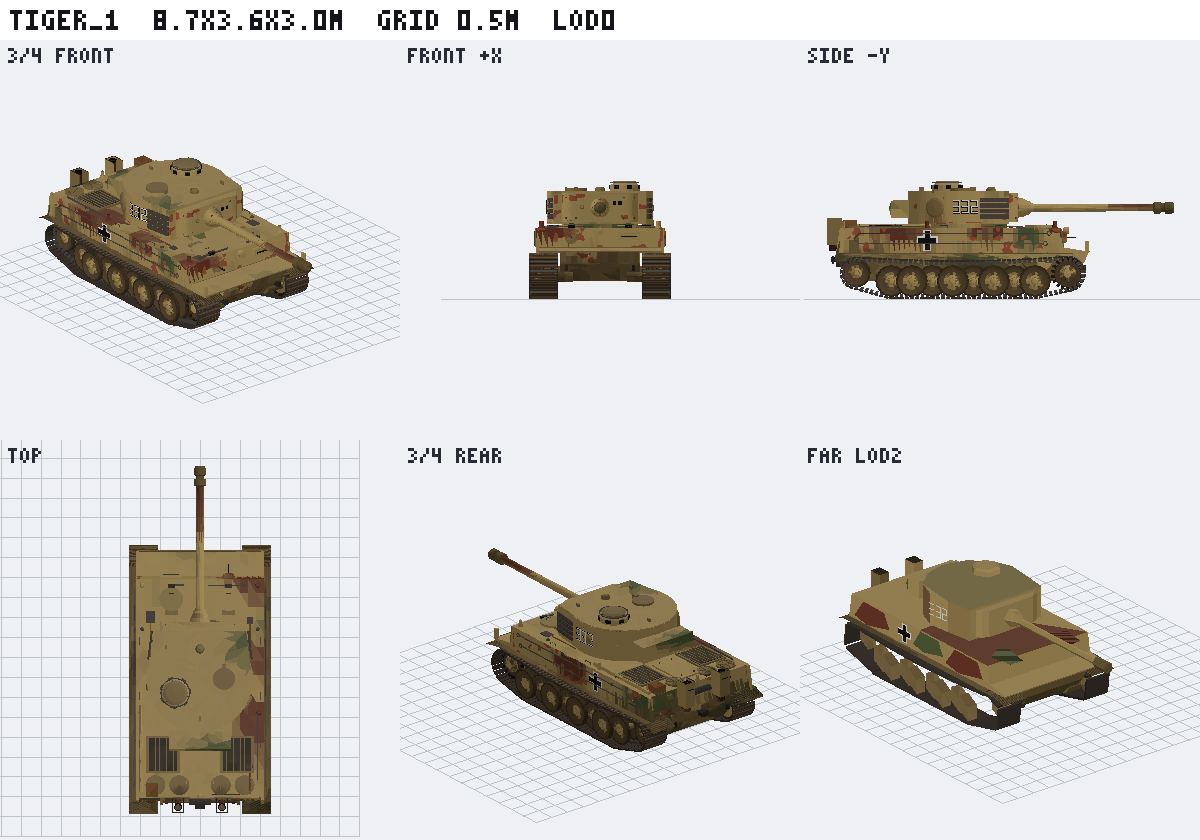 TIGER_1 8.7X3.6X3.0M GRID 0.5M LOD0
3/4 FRONT
FRONT +X
SIDE -Y
332
332
TOP
3/4 REAR
FAR LOD2
332